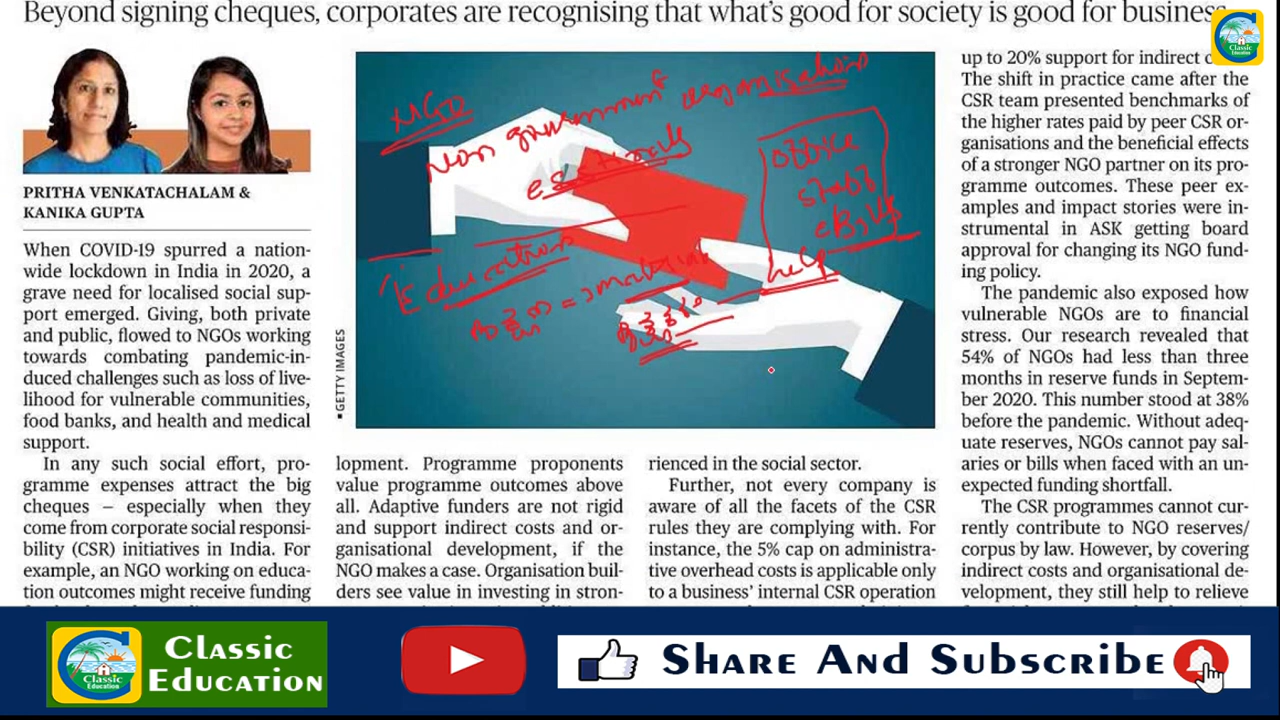 Beyond signing cheques, corporates are recognising that what's good for society is good for business
Classic
Education
PRITHA VENKATACHALAM &
KANIKA GUPTA
When COVID-19 spurred a nation-
wide lockdown in India in 2020, a
grave need for localised social sup-
port emerged. Giving, both private
and public, flowed to NGOs working
towards combating pandemic-in-
duced challenges such as loss of live-
lihood for vulnerable communities,
food banks, and health and medical
support.
In any such social effort, pro-
gramme expenses attract the big
cheques – especially when they
come from corporate social responsi-
bility (CSR) initiatives in India. For
example, an NGO working on educa-
tion outcomes might receive funding
NGO
Non government organisation
Education
office
staff
help
■GETTY IMAGES
lopment. Programme proponents
value programme outcomes above
all. Adaptive funders are not rigid
and support indirect costs and or-
ganisational development, if the
NGO makes a case. Organisation buil-
ders see value in investing in stron-
rienced in the social sector.
Further, not every company is
aware of all the facets of the CSR
rules they are complying with. For
instance, the 5% cap on administra-
tive overhead costs is applicable only
to a business' internal CSR operation
up to 20% support for indirect
The shift in practice came after the
CSR team presented benchmarks of
the higher rates paid by peer CSR or-
ganisations and the beneficial effects
of a stronger NGO partner on its pro-
gramme outcomes. These peer ex-
amples and impact stories were in-
strumental in ASK getting board
approval for changing its NGO fund-
ing policy.
The pandemic also exposed how
vulnerable NGOs are to financial
stress. Our research revealed that
54% of NGOs had less than three
months in reserve funds in Septem-
ber 2020. This number stood at 38%
before the pandemic. Without adeq-
uate reserves, NGOs cannot pay sal-
aries or bills when faced with an un-
expected funding shortfall.
The CSR programmes cannot cur-
rently contribute to NGO reserves/
corpus by law. However, by covering
indirect costs and organisational de-
velopment, they still help to relieve
Classic
Education
Classic
Education
Share And Subscribe